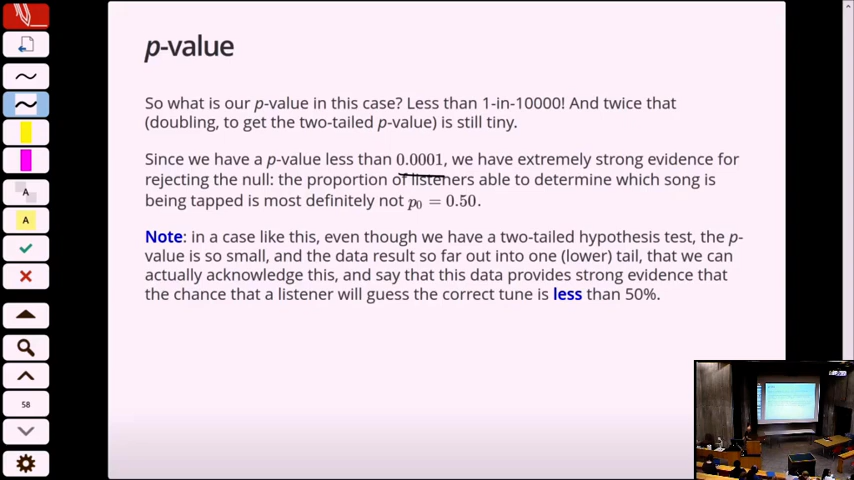 p-value
So what is our p-value in this case? Less than 1-in-10000! And twice that
(doubling, to get the two-tailed p-value) is still tiny.
Since we have a p-value less than 0.0001, we have extremely strong evidence for
rejecting the null: the proportion of listeners able to determine which song is
being tapped is most definitely not p₀ = 0.50.
Note: in a case like this, even though we have a two-tailed hypothesis test, the p-
value is so small, and the data result so far out into one (lower) tail, that we can
actually acknowledge this, and say that this data provides strong evidence that
the chance that a listener will guess the correct tune is less than 50%.
A
A
58